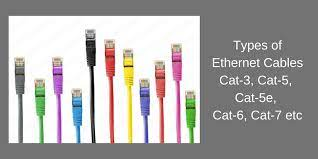 Types of
Ethernet Cables
Cat-3, Cat-5,
Cat-5e,
Cat-6, Cat-7 etc